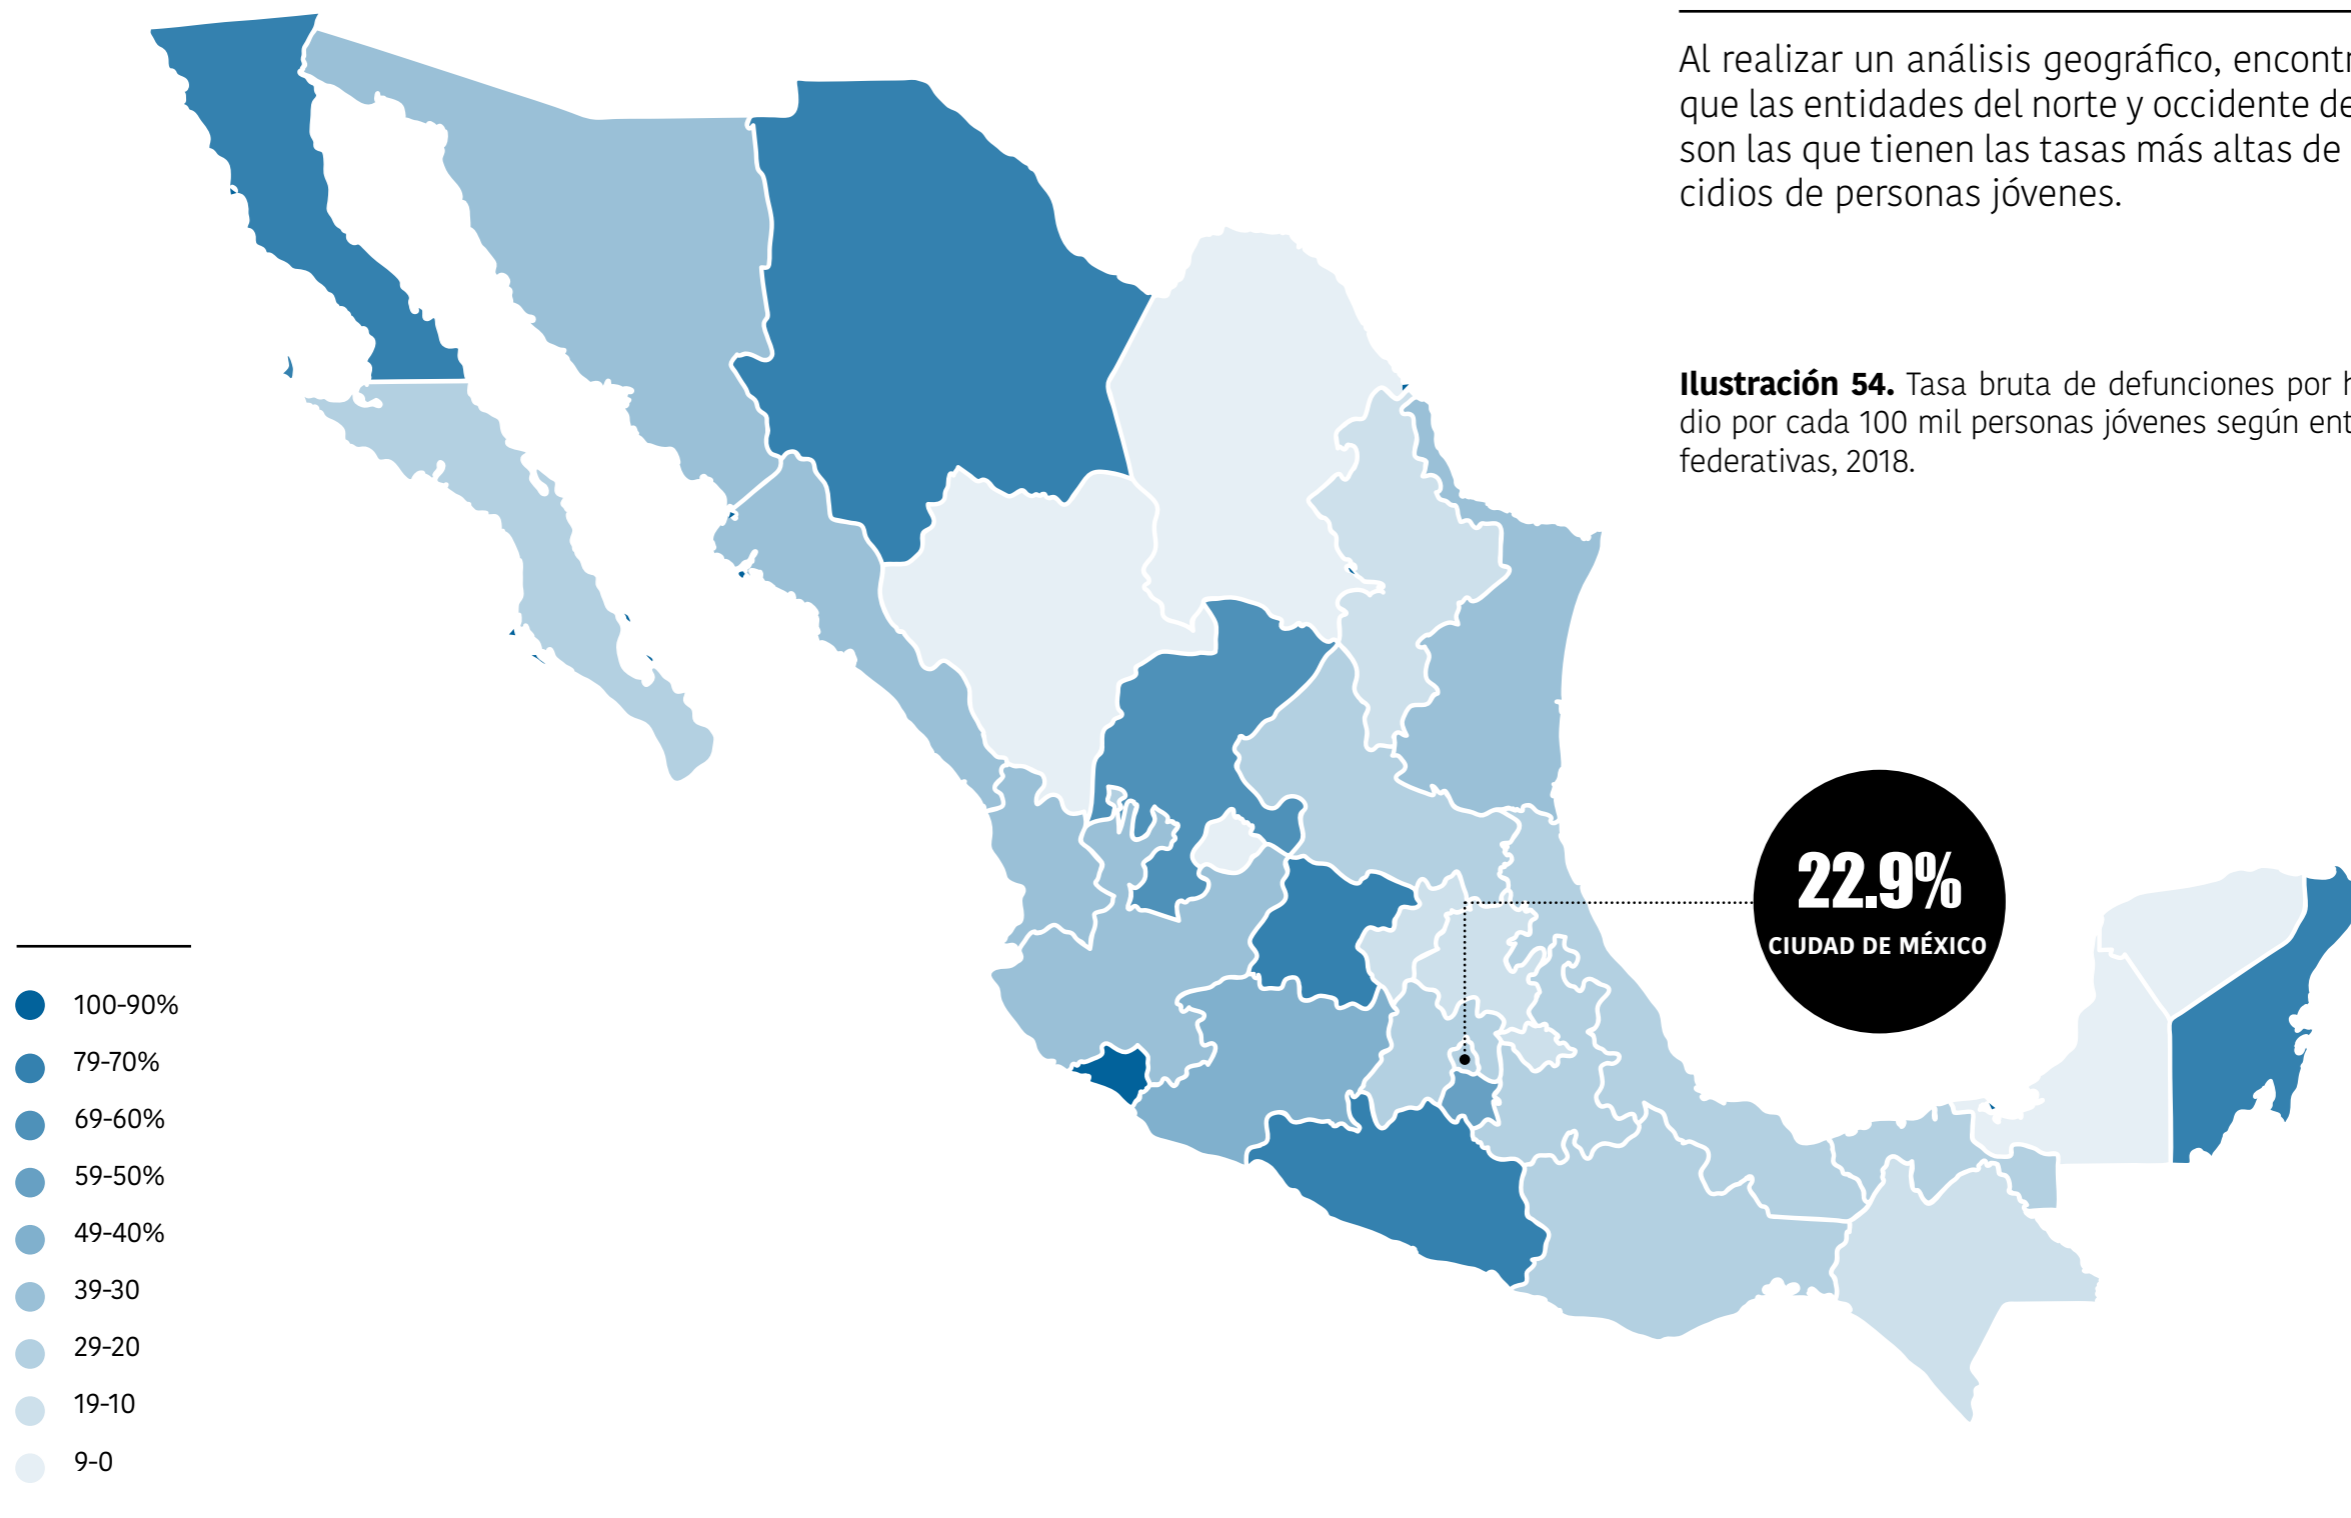 Al realizar un análisis geográfico, encontr
que las entidades del norte y occidente de
son las que tienen las tasas más altas de
cidios de personas jóvenes.
Ilustración 54. Tasa bruta de defunciones por h
dio por cada 100 mil personas jóvenes según ent
federativas, 2018.
22.9%
CIUDAD DE MÉXICO
100-90%
79-70%
69-60%
59-50%
49-40%
39-30
29-20
19-10
9-0